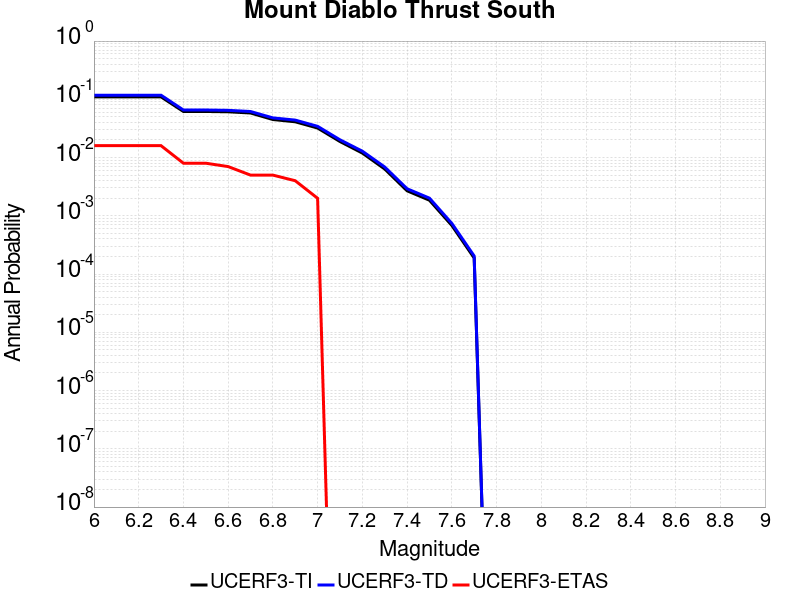 Mount Diablo Thrust South
10^0
10^-1
10^-2
10^-3
10^-4
10^-5
10^-6
10^-7
10^-8
Annual Probability
6 6.2 6.4 6.6 6.8 7 7.2 7.4 7.6 7.8 8 8.2 8.4 8.6 8.8 9
Magnitude
UCERF3-TI UCERF3-TD UCERF3-ETAS